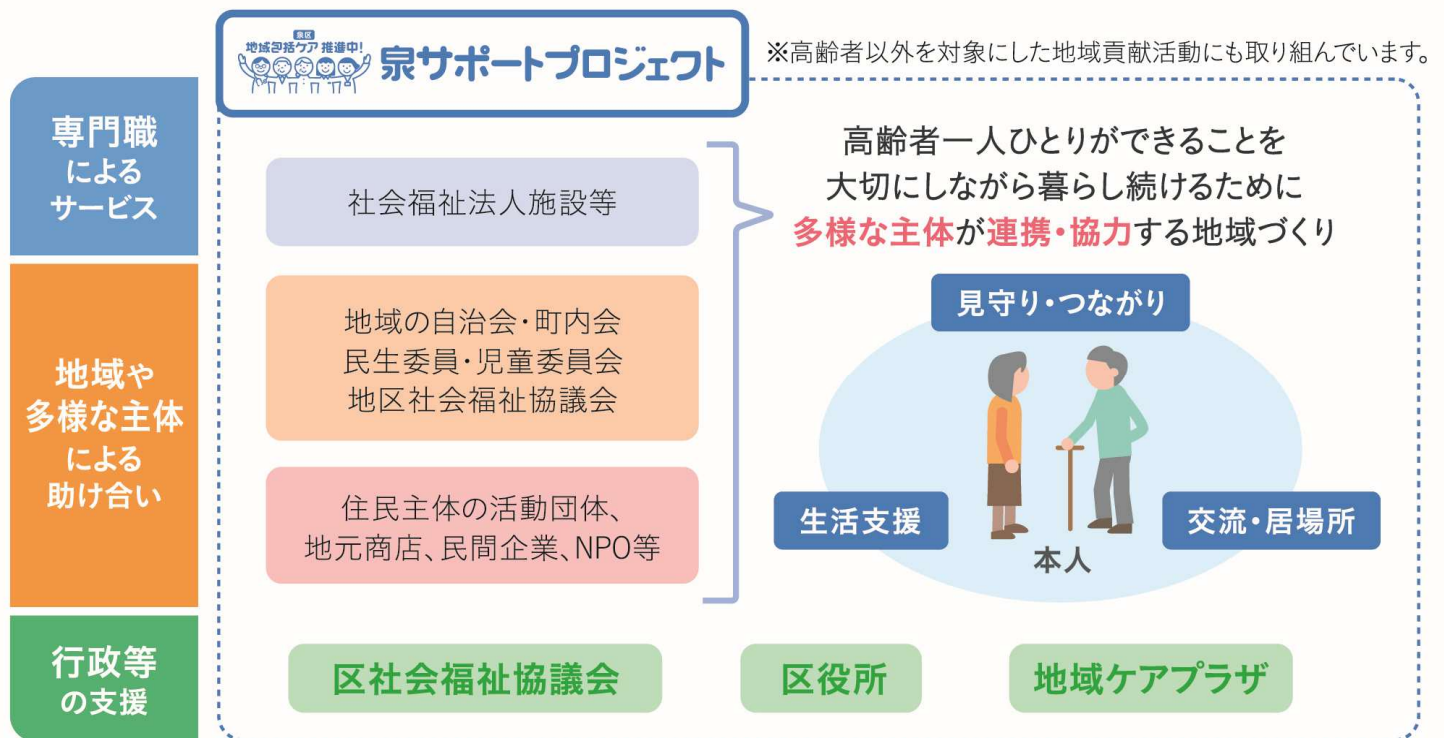 泉区
地域包括ケア 推進中!
泉サポートプロジェクト
※高齢者以外を対象にした地域貢献活動にも取り組んでいます。
専門職
による
サービス
社会福祉法人施設等
高齢者一人ひとりができることを
大切にしながら暮らし続けるために
多様な主体が連携・協力する地域づくり
地域や
多様な主体
による
助け合い
地域の自治会・町内会
民生委員・児童委員会
地区社会福祉協議会
住民主体の活動団体、
地元商店、民間企業、NPO等
見守り・つながり
生活支援
交流・居場所
本人
行政等
の支援
区社会福祉協議会
区役所
地域ケアプラザ